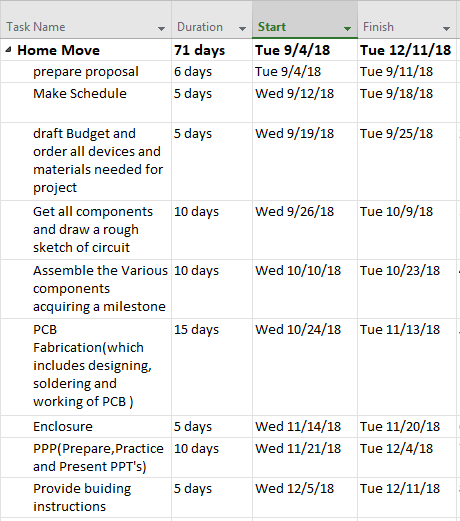 Task Name Duration Start Finish
Home Move 71 days Tue 9/4/18 Tue 12/11/18
prepare proposal 6 days Tue 9/4/18 Tue 9/11/18
Make Schedule 5 days Wed 9/12/18 Tue 9/18/18
draft Budget and 5 days Wed 9/19/18 Tue 9/25/18
order all devices and
materials needed for
project
Get all components 10 days Wed 9/26/18 Tue 10/9/18
and draw a rough
sketch of circuit
Assemble the Various 10 days Wed 10/10/18 Tue 10/23/18
components
acquiring a milestone
PCB 15 days Wed 10/24/18 Tue 11/13/18
Fabrication(which
includes designing,
soldering and
working of PCB )
Enclosure 5 days Wed 11/14/18 Tue 11/20/18
PPP(Prepare,Practice 10 days Wed 11/21/18 Tue 12/4/18
and Present PPT's)
Provide buiding 5 days Wed 12/5/18 Tue 12/11/18
instructions